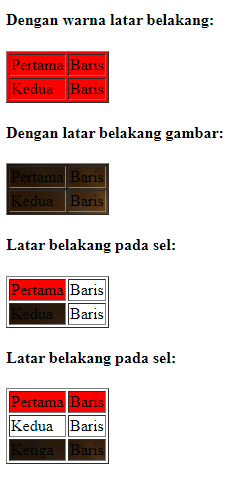 Dengan warna latar belakang:
Pertama Baris
Kedua Baris
Dengan latar belakang gambar:
Pertama Baris
Kedua Baris
Latar belakang pada sel:
Pertama Baris
Kedua Baris
Latar belakang pada sel:
Pertama Baris
Kedua Baris
Ketiga Baris